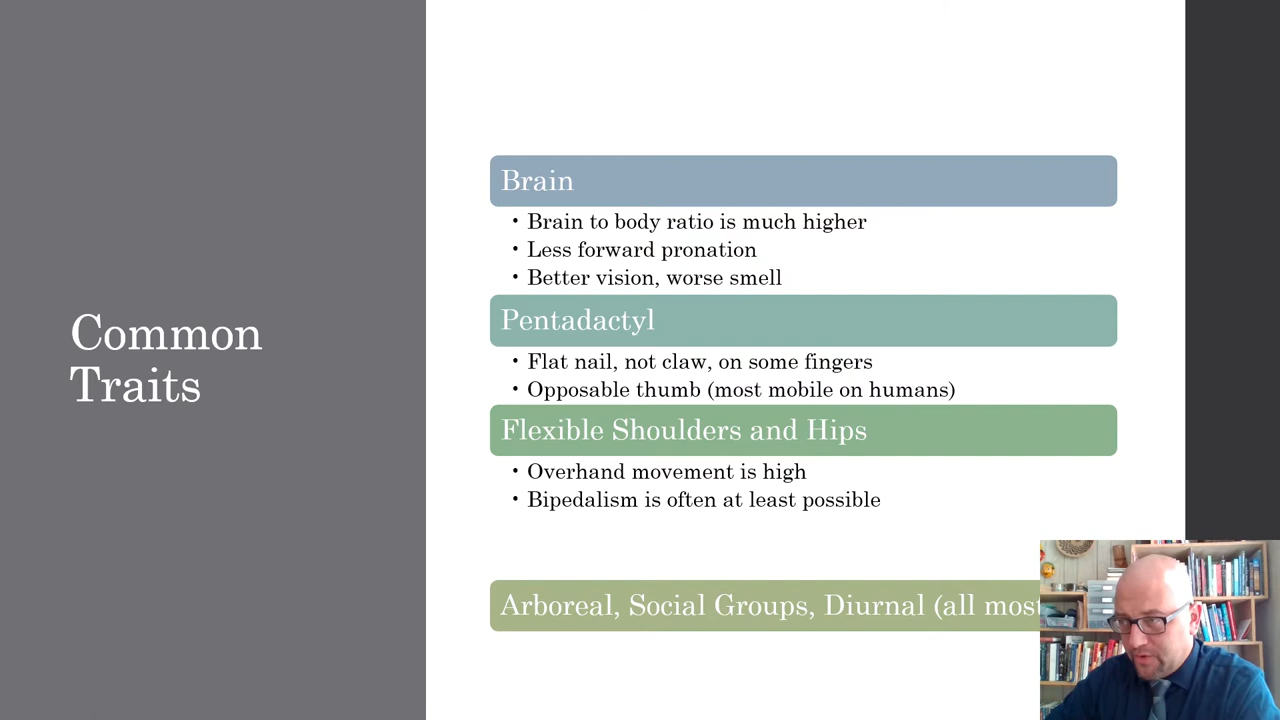 Common
Traits
Brain
• Brain to body ratio is much higher
• Less forward pronation
• Better vision, worse smell
Pentadactyl
• Flat nail, not claw, on some fingers
• Opposable thumb (most mobile on humans)
Flexible Shoulders and Hips
• Overhand movement is high
• Bipedalism is often at least possible
Arboreal, Social Groups, Diurnal (all